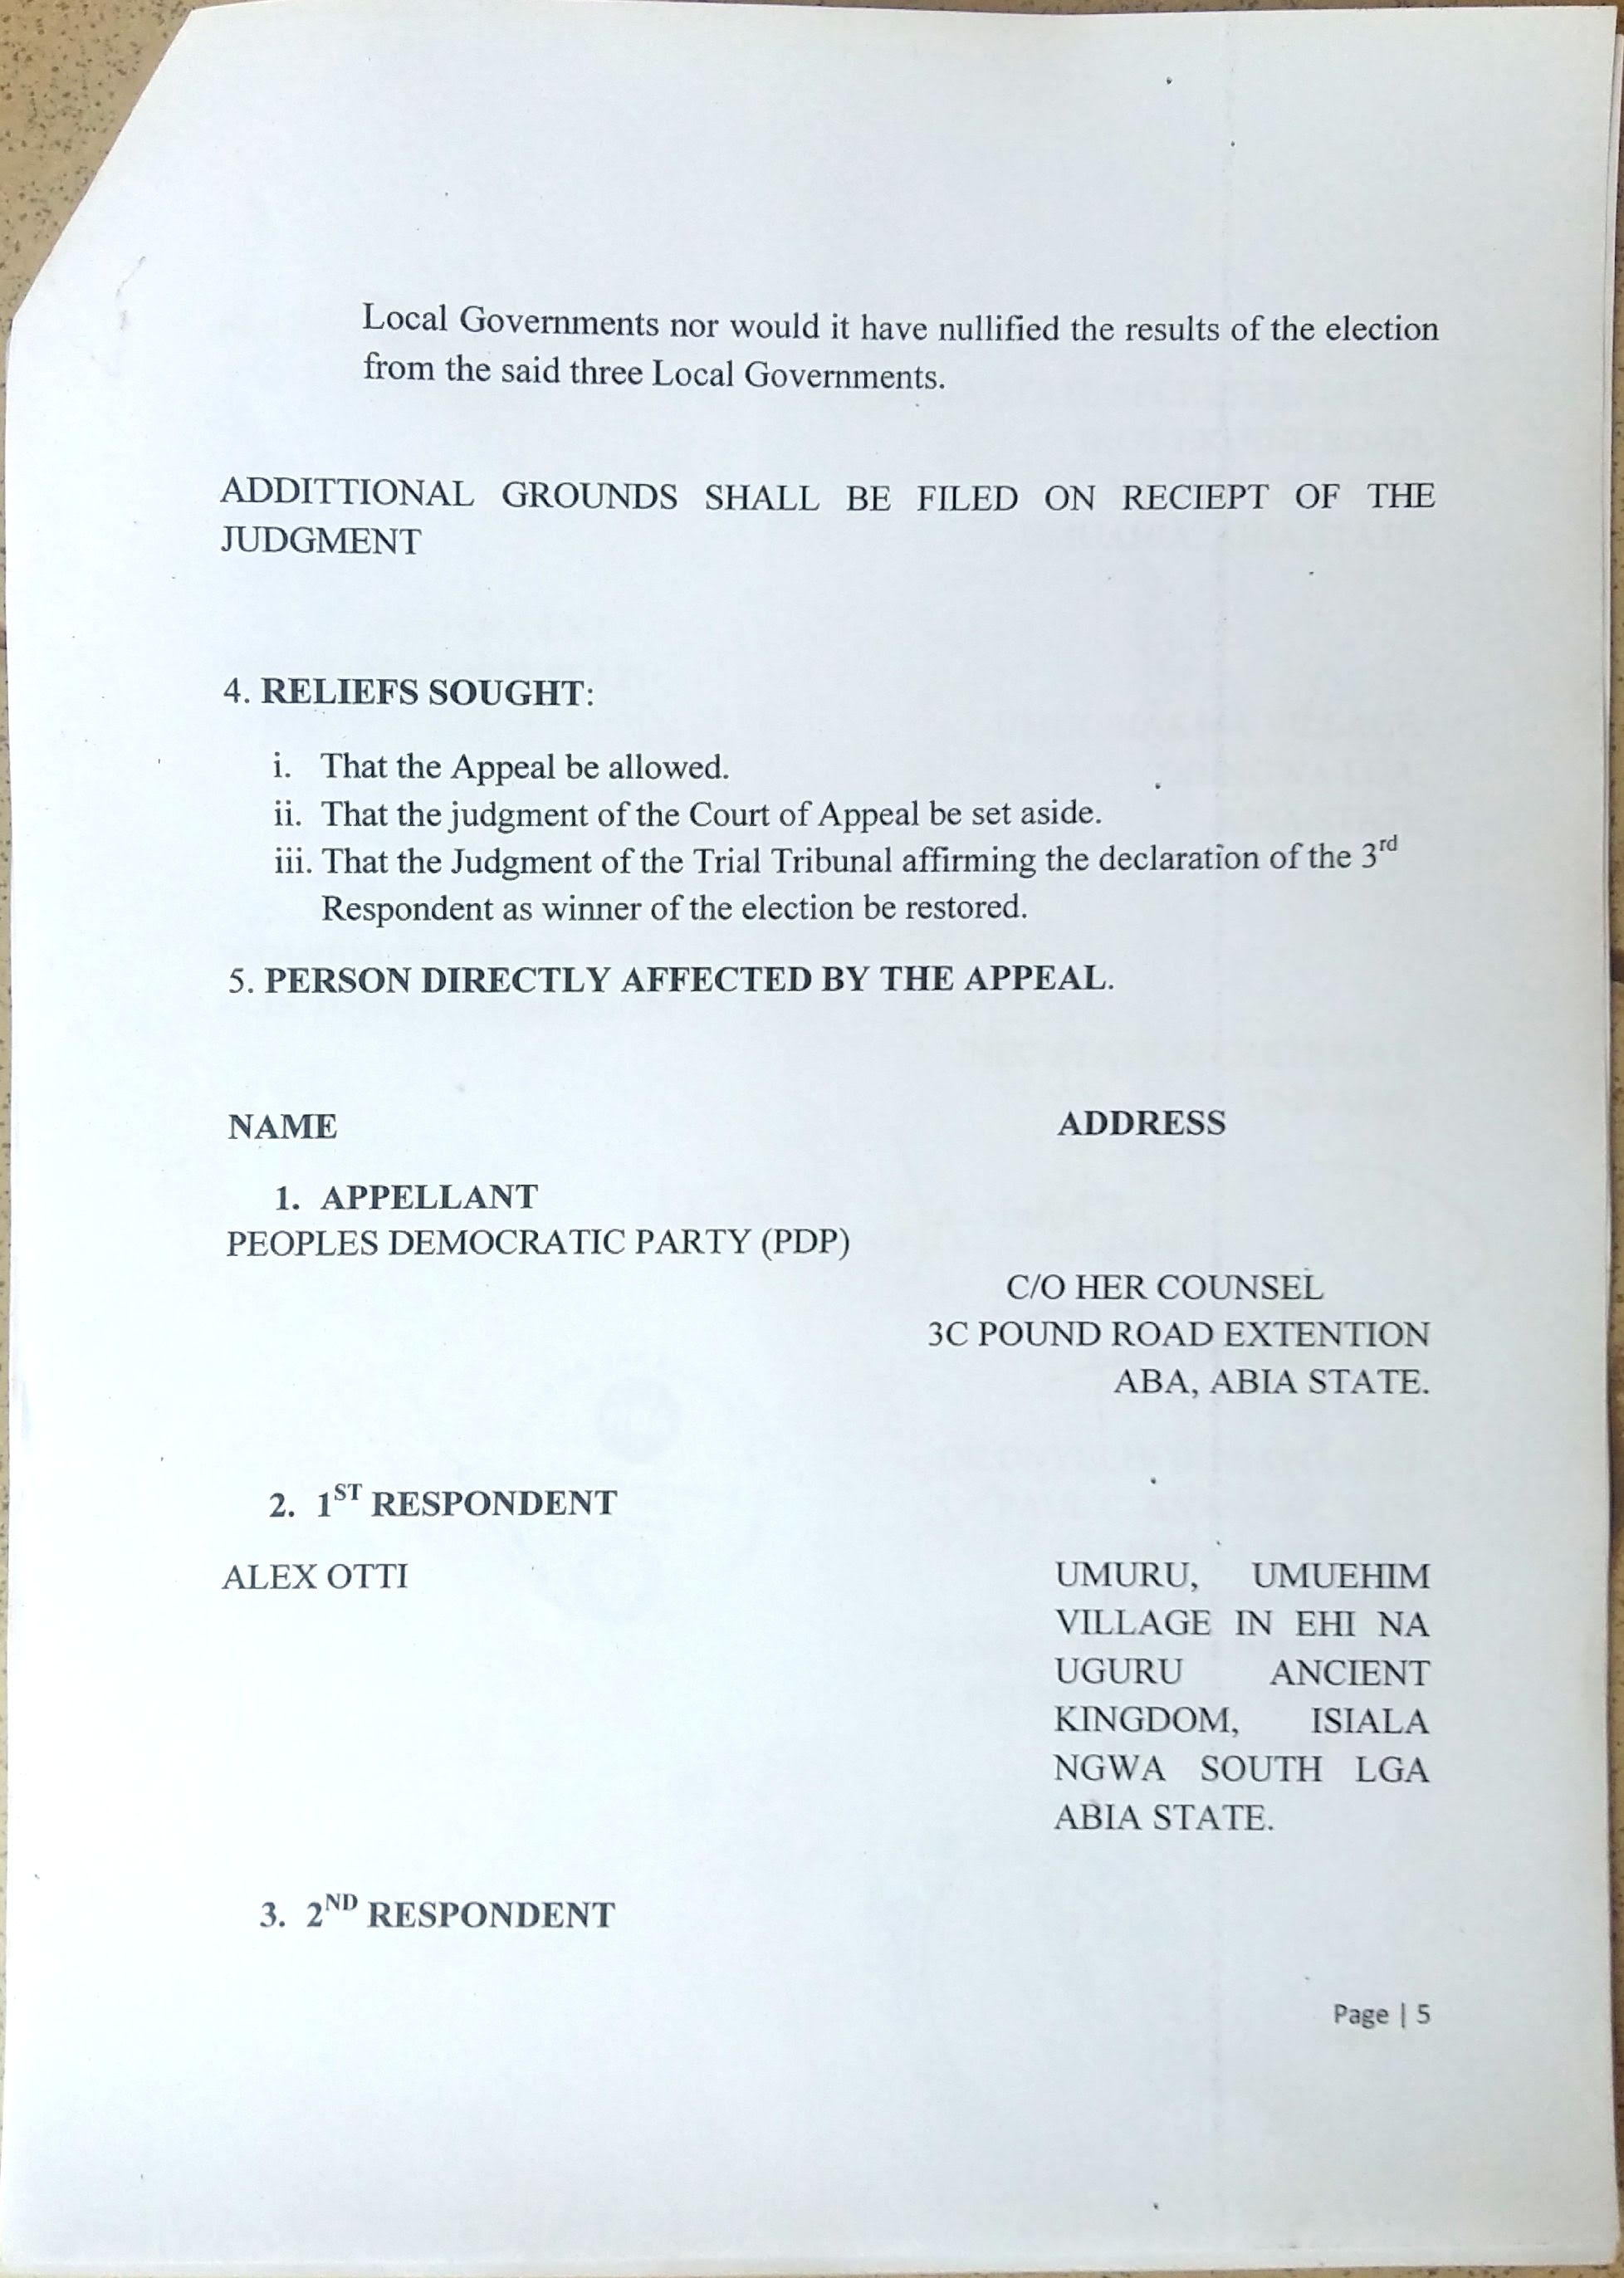 Local Governments nor would it have nullified the results of the election
from the said three Local Governments.
ADDITTIONAL GROUNDS SHALL BE FILED ON RECIEPT OF THE
JUDGMENT
4. RELIEFS SOUGHT:
i. That the Appeal be allowed.
ii. That the judgment of the Court of Appeal be set aside.
iii. That the Judgment of the Trial Tribunal affirming the declaration of the 3rd
Respondent as winner of the election be restored.
5. PERSON DIRECTLY AFFECTED BY THE APPEAL.
NAME ADDRESS
1. APPELLANT
PEOPLES DEMOCRATIC PARTY (PDP)
C/O HER COUNSEL
3C POUND ROAD EXTENTION
ABA, ABIA STATE.
2. 1ST RESPONDENT
ALEX OTTI UMURU, UMUEHIM
VILLAGE IN EHI NA
UGURU ANCIENT
KINGDOM, ISIALA
NGWA SOUTH LGA
ABIA STATE.
3. 2ND RESPONDENT
Page | 5